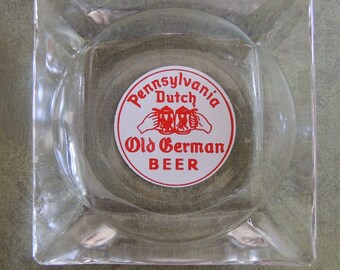 Pennsylvania
Dutch
Old German
BEER